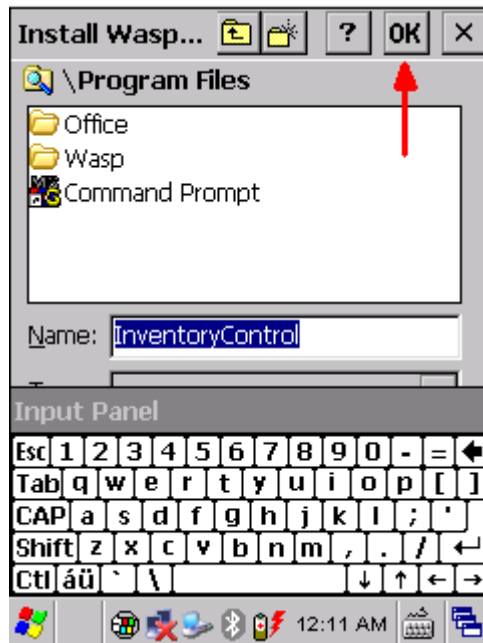 Install Wasp... ? OK ×
\Program Files
Office
Wasp
Command Prompt
Name: InventoryControl
Input Panel
Esc 1 2 3 4 5 6 7 8 9 0 - =
Tab q w e r t y u i o p [ ]
CAP a s d f g h j k l ; '
Shift z x c v b n m , . /
Ctl áü ` \ ↓ ↑ ← →
12:11 AM